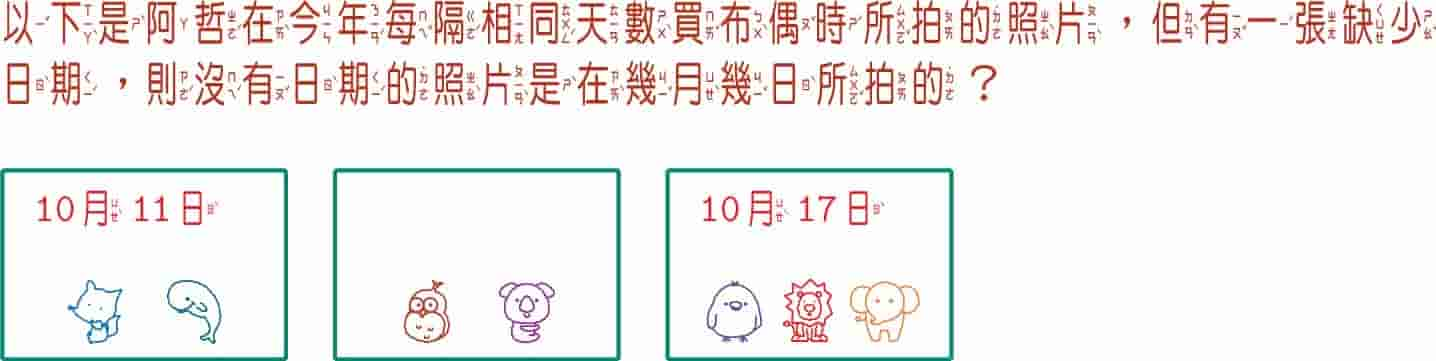 以下是阿哲在今年每隔相同天數買布偶時所拍的照片，但有一張缺少
日期，則沒有日期的照片是在幾月幾日所拍的？
10月11日
10月17日